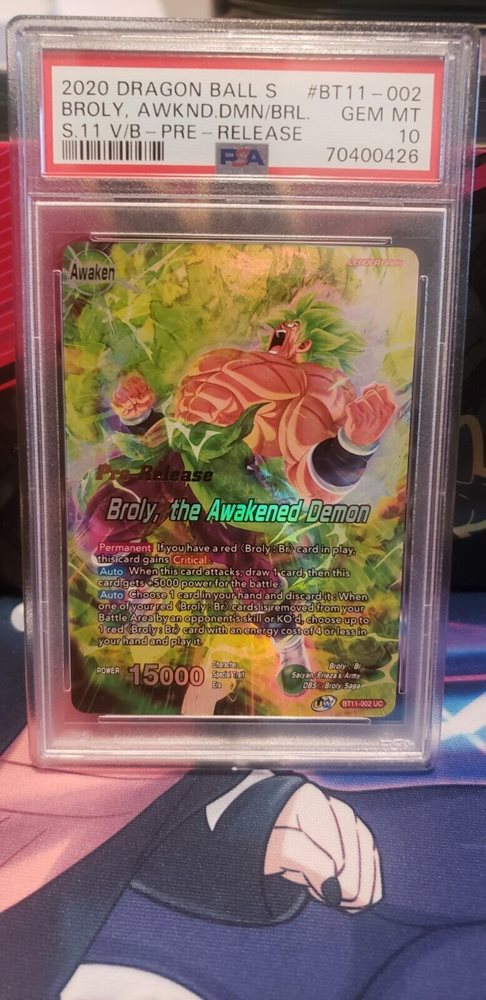 2020 DRAGON BALL S #BT11-002
BROLY, AWKND.DMN/BRL. GEM MT
S.11 V/B-PRE-RELEASE 10
PSA 70400426
Awaken
LEADER
Pre-Release
Broly, the Awakened Demon
Permanent If you have a red ‹Broly : Br› card in play,
this card gains Critical.
Auto When this card attacks, draw 1 card, then this
card gets +5000 power for the battle.
Auto Choose 1 card in your hand and discard it: When
one of your red ‹Broly : Br› cards is removed from your
Battle Area by an opponent's skill or KO'd, choose up to
1 red ‹Broly : Br› card with an energy cost of 4 or less in
your hand and play it.
POWER 15000
Character Broly : Br
Special Trait Saiyan, Frieza's Army
Era DBS : Broly Saga
UW BT11-002 UC